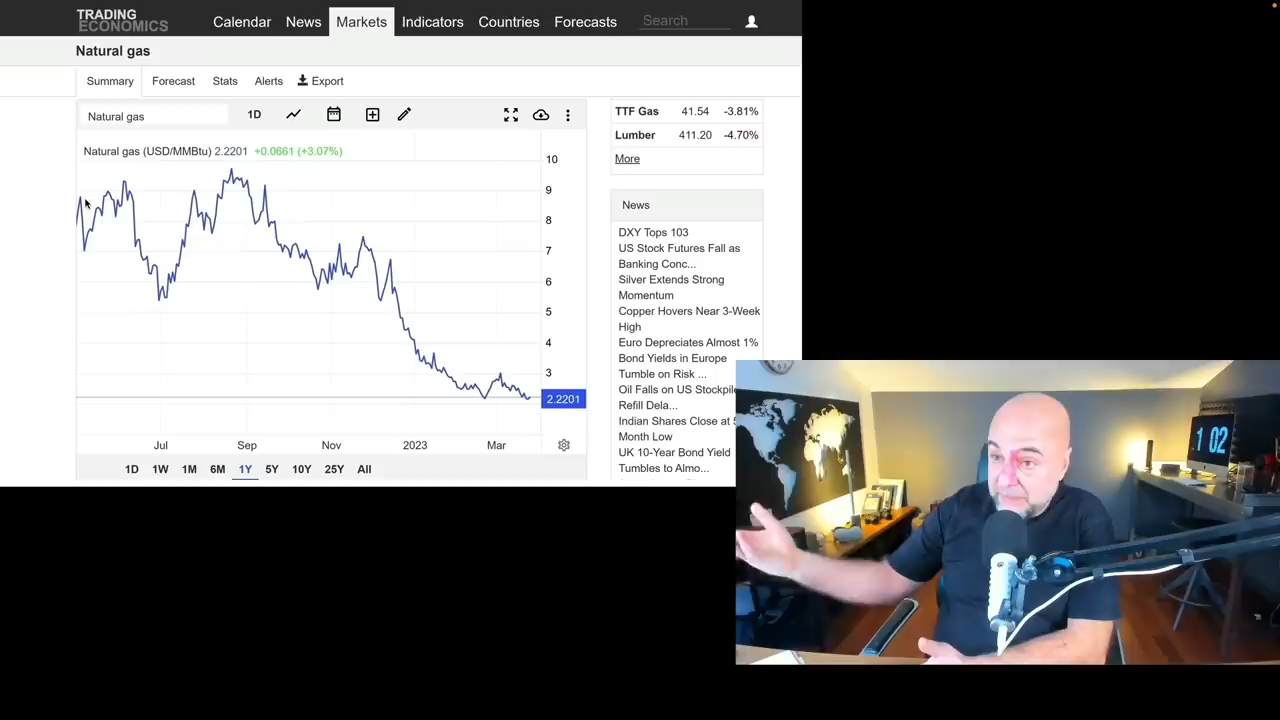 TRADING
ECONOMICS
Calendar News Markets Indicators Countries Forecasts Search
Natural gas
Summary Forecast Stats Alerts Export
Natural gas 1D
Natural gas (USD/MMBtu) 2.2201 +0.0661 (+3.07%)
10
9
8
7
6
5
4
3
2.2201
Jul Sep Nov 2023 Mar
1D 1W 1M 6M 1Y 5Y 10Y 25Y All
TTF Gas 41.54 -3.81%
Lumber 411.20 -4.70%
More
News
DXY Tops 103
US Stock Futures Fall as
Banking Conc...
Silver Extends Strong
Momentum
Copper Hovers Near 3-Week
High
Euro Depreciates Almost 1%
Bond Yields in Europe
Tumble on Risk ...
Oil Falls on US Stockpile
Refill Dela...
Indian Shares Close at
Month Low
UK 10-Year Bond Yield
Tumbles to Almo...
1 02